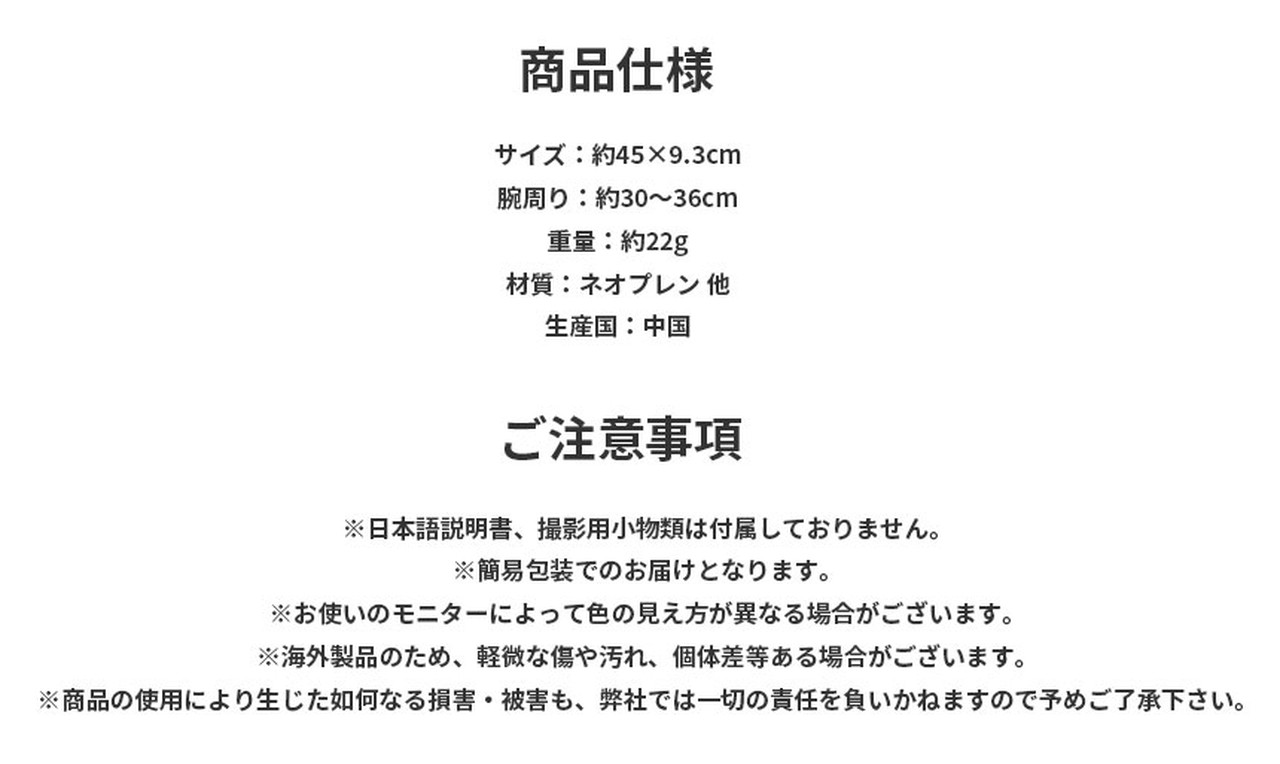 商品仕様
サイズ：約45×9.3cm
腕周り：約30〜36cm
重量：約22g
材質：ネオプレン 他
生産国：中国
ご注意事項
※日本語説明書、撮影用小物類は付属しておりません。
※簡易包装でのお届けとなります。
※お使いのモニターによって色の見え方が異なる場合がございます。
※海外製品のため、軽微な傷や汚れ、個体差等ある場合がございます。
※商品の使用により生じた如何なる損害・被害も、弊社では一切の責任を負いかねますので予めご了承下さい。